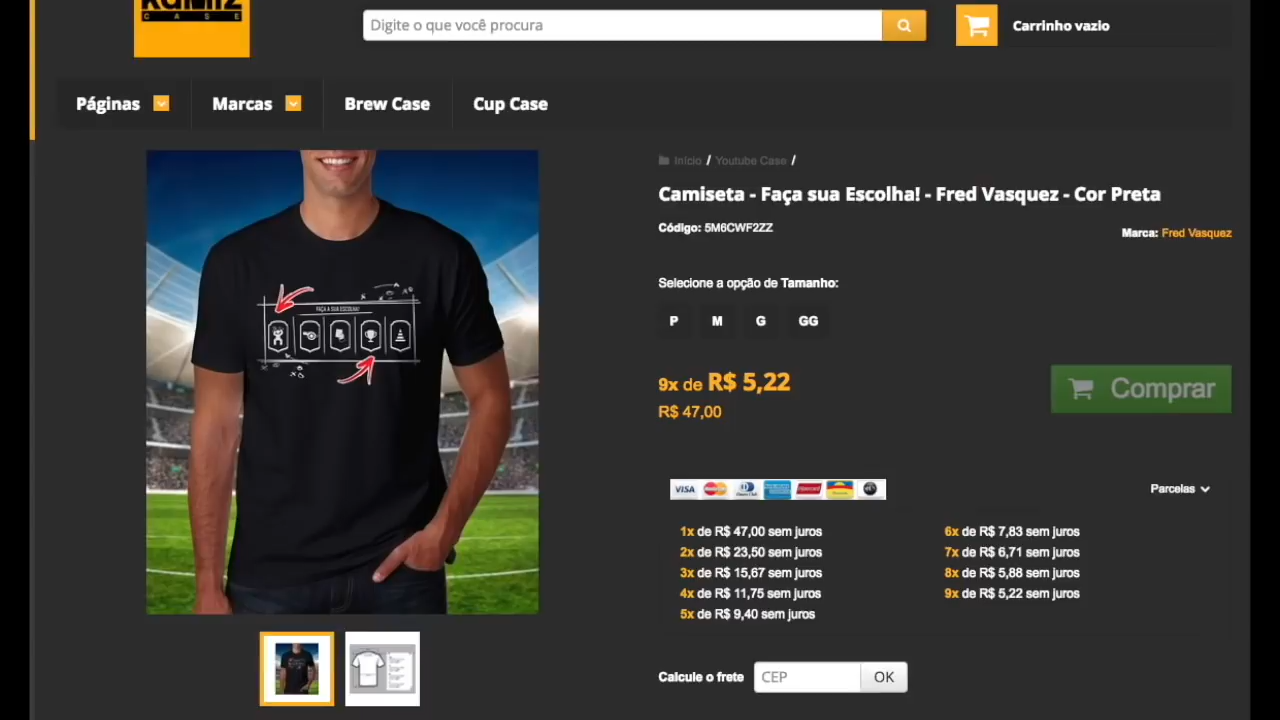 CASE
Digite o que você procura
Carrinho vazio
Páginas
Marcas
Brew Case
Cup Case
Início / Youtube Case /
Camiseta - Faça sua Escolha! - Fred Vasquez - Cor Preta
Código: 5M6CWF2ZZ
Marca: Fred Vasquez
Selecione a opção de Tamanho:
P M G GG
FAÇA A SUA ESCOLHA!
9x de R$ 5,22
R$ 47,00
Comprar
VISA
Parcelas
1x de R$ 47,00 sem juros
2x de R$ 23,50 sem juros
3x de R$ 15,67 sem juros
4x de R$ 11,75 sem juros
5x de R$ 9,40 sem juros
6x de R$ 7,83 sem juros
7x de R$ 6,71 sem juros
8x de R$ 5,88 sem juros
9x de R$ 5,22 sem juros
Calcule o frete
CEP
OK